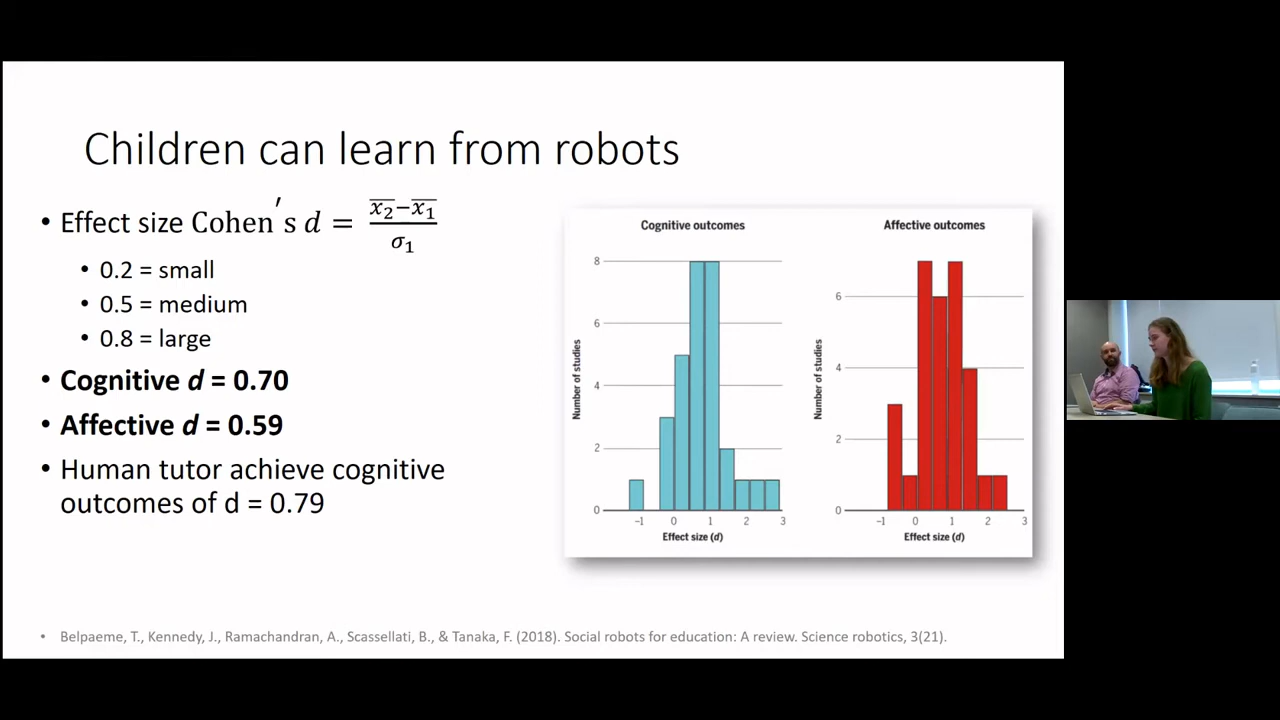 Children can learn from robots
• Effect size Cohen's d = x̄₂−x̄₁ / σ₁
• 0.2 = small
• 0.5 = medium
• 0.8 = large
• Cognitive d = 0.70
• Affective d = 0.59
• Human tutor achieve cognitive
outcomes of d = 0.79
Cognitive outcomes
Number of studies
8
6
4
2
0
−1 0 1 2 3
Effect size (d)
Affective outcomes
Number of studies
6
4
2
0
−1 0 1 2 3
Effect size (d)
• Belpaeme, T., Kennedy, J., Ramachandran, A., Scassellati, B., & Tanaka, F. (2018). Social robots for education: A review. Science robotics, 3(21).